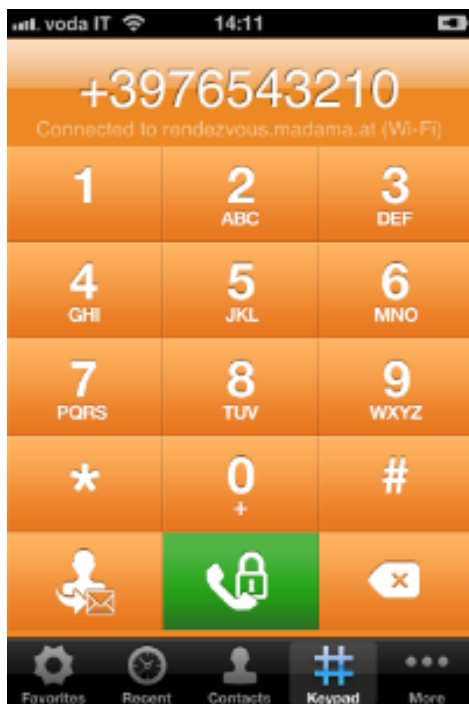 voda IT 14:11
+3976543210
Connected to rendezvous.madama.at (Wi-Fi)
1 2 3
ABC DEF
4 5 6
GHI JKL MNO
7 8 9
PQRS TUV WXYZ
* 0 #
+
Favorites Recent Contacts Keypad More